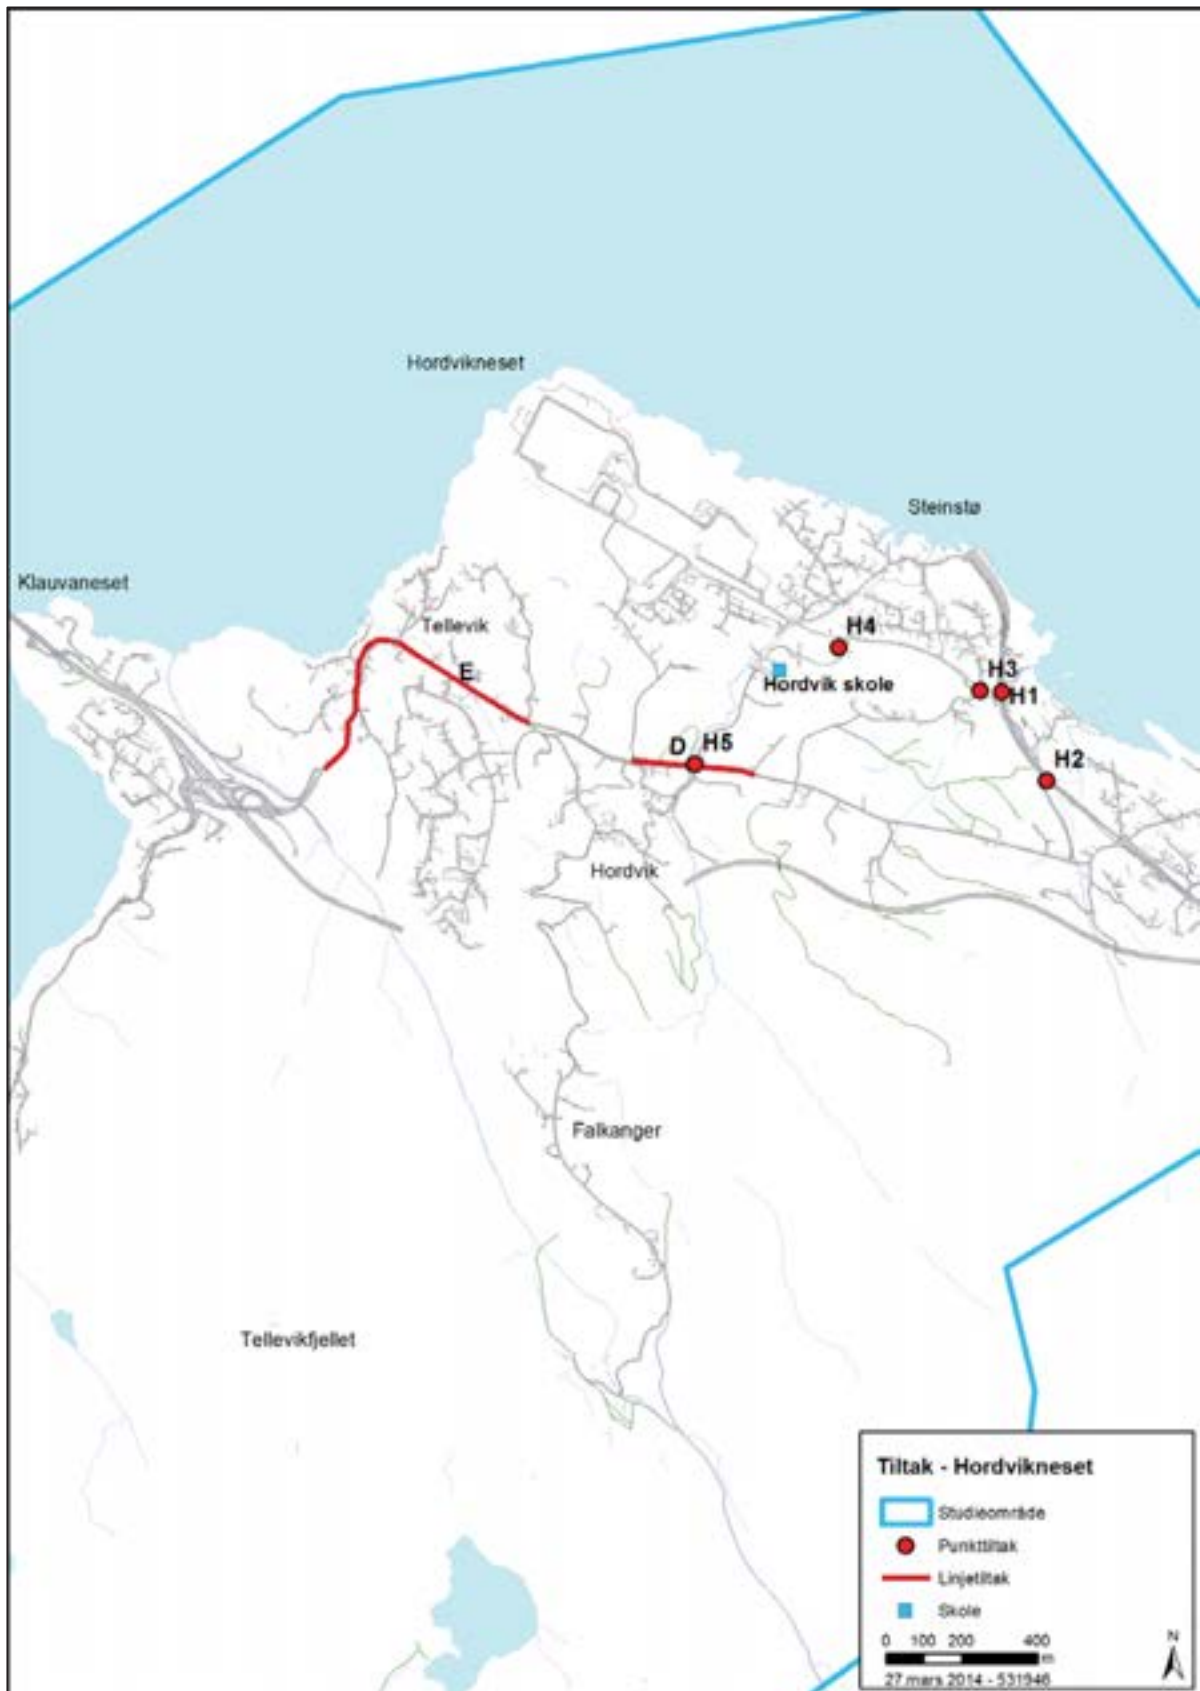 Hordvikneset
Steinstø
Klauvaneset
Tellevik
H4
E
H3
Hordvik skole
H1
D H5
H2
Hordvik
Falkanger
Tellevikfjellet
Tiltak - Hordvikneset
Studieområde
Punkttiltak
Linjetiltak
Skole
N
0 100 200 400
m
27 mars 2014 - 531946